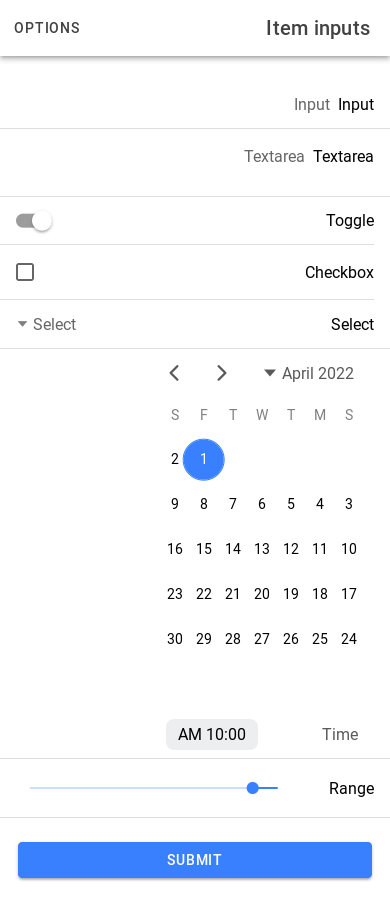 OPTIONS Item inputs
Input Input
Textarea Textarea
Toggle
Checkbox
Select Select
April 2022
S F T W T M S
2 1
9 8 7 6 5 4 3
16 15 14 13 12 11 10
23 22 21 20 19 18 17
30 29 28 27 26 25 24
AM 10:00 Time
Range
SUBMIT